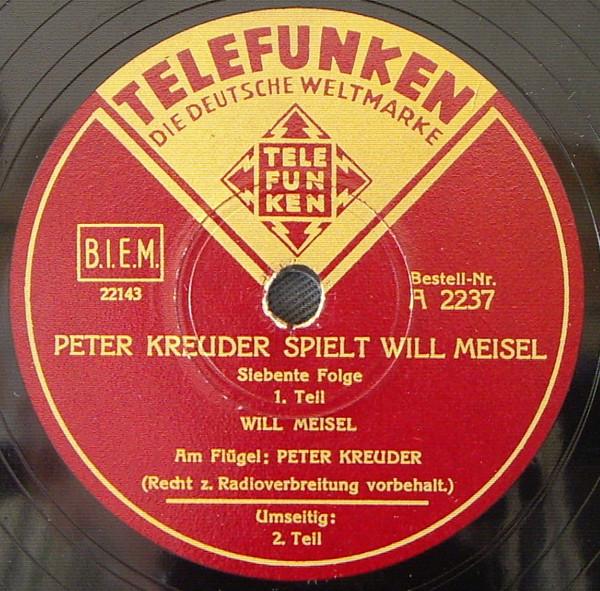 TELEFUNKEN
DIE DEUTSCHE WELTMARKE
TELE
FUN
KEN
B.I.E.M.
22143
Bestell-Nr.
A 2237
PETER KREUDER SPIELT WILL MEISEL
Siebente Folge
1. Teil
WILL MEISEL
Am Flügel: PETER KREUDER
(Recht z. Radioverbreitung vorbehalt.)
Umseitig:
2. Teil